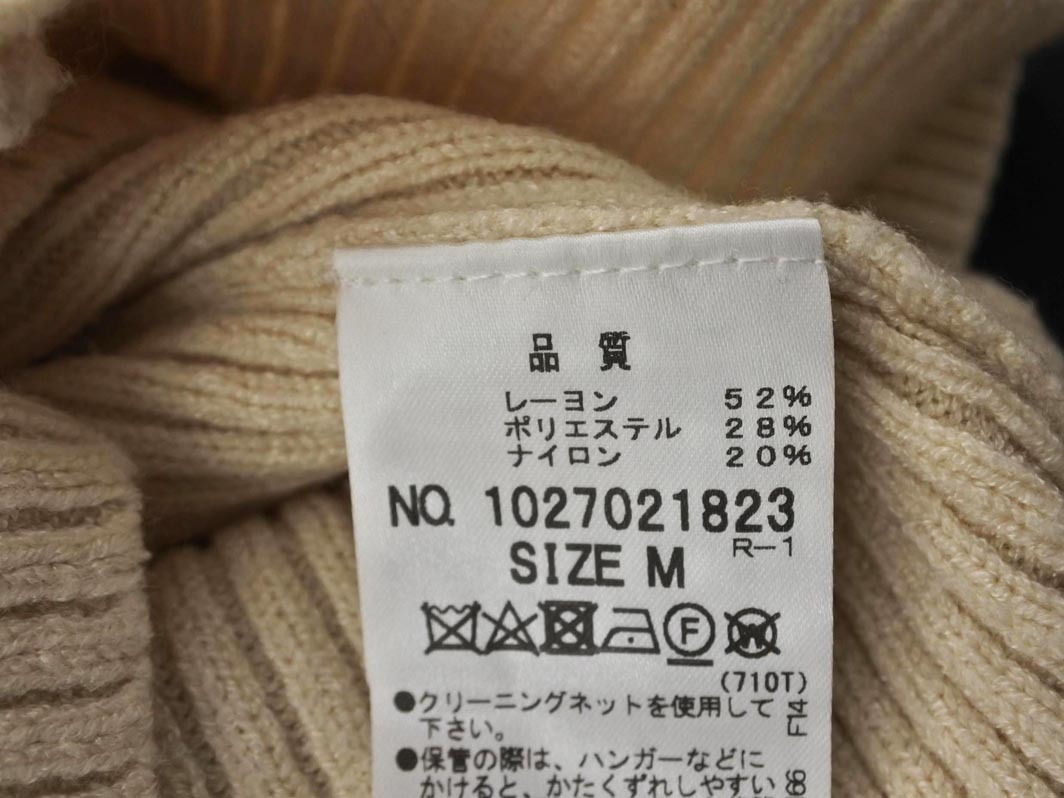 品 質
レーヨン 52%
ポリエステル 28%
ナイロン 20%
NO. 1027021823
R-1
SIZE M
F
W
(710T)
●クリーニングネットを使用して
下さい。
●保管の際は、ハンガーなどに
かけると、かたくずれしやすい
F14